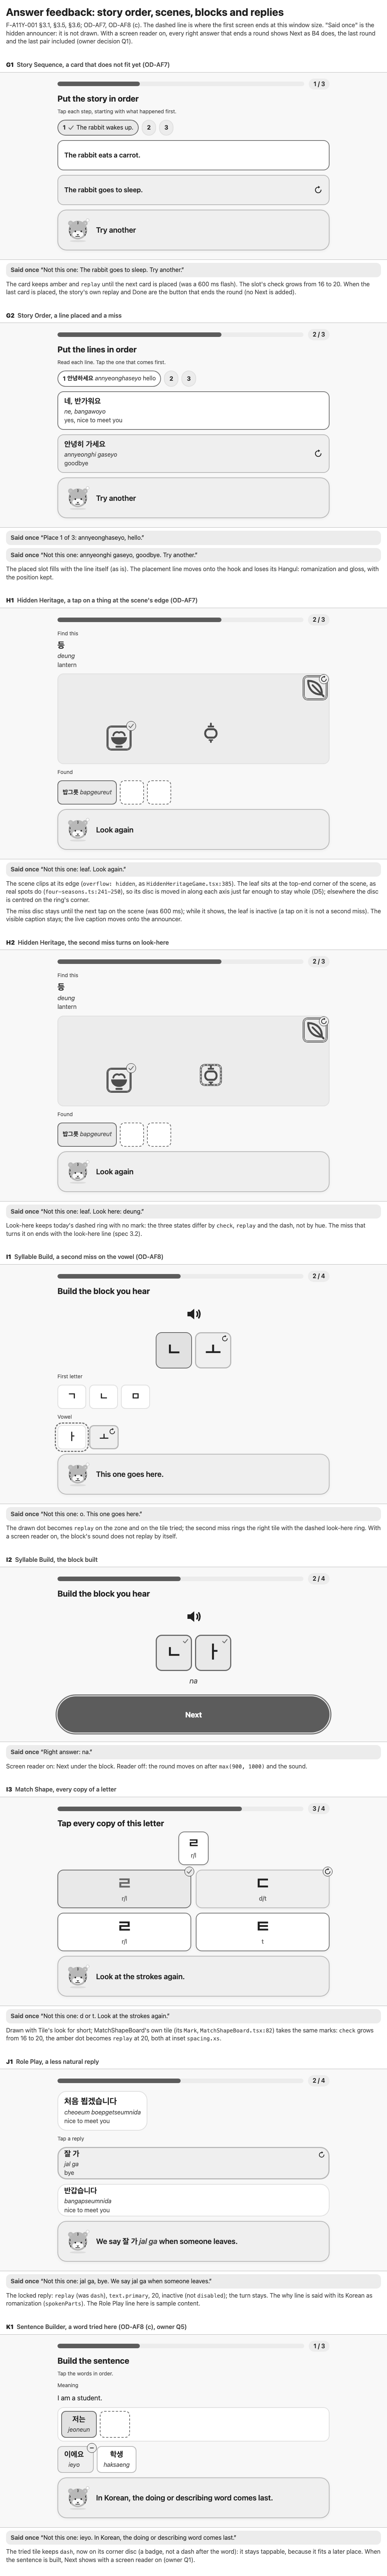 Answer feedback: story order, scenes, blocks and replies
F-A11Y-001 §3.1, §3.5, §3.6; OD-AF7, OD-AF8 (c). The dashed line is where the first screen ends at this window size. "Said once" is the
hidden announcer: it is not drawn. With a screen reader on, every right answer that ends a round shows Next as B4 does, the last round
and the last pair included (owner decision Q1).
G1 Story Sequence, a card that does not fit yet (OD-AF7)
1 / 3
Put the story in order
Tap each step, starting with what happened first.
1 ✓ The rabbit wakes up. 2 3
The rabbit eats a carrot.
The rabbit goes to sleep.
Try another
Said once "Not this one: The rabbit goes to sleep. Try another."
The card keeps amber and replay until the next card is placed (was a 600 ms flash). The slot's check grows from 16 to 20. When the
last card is placed, the story's own replay and Done are the button that ends the round (no Next is added).
G2 Story Order, a line placed and a miss
2 / 3
Put the lines in order
Read each line. Tap the one that comes first.
1 안녕하세요 annyeonghaseyo hello 2 3
네, 반가워요
ne, bangawoyo
yes, nice to meet you
안녕히 가세요
annyeonghi gaseyo
goodbye
Try another
Said once "Place 1 of 3: annyeonghaseyo, hello."
Said once "Not this one: annyeonghi gaseyo, goodbye. Try another."
The placed slot fills with the line itself (as is). The placement line moves onto the hook and loses its Hangul: romanization and gloss, with
the position kept.
H1 Hidden Heritage, a tap on a thing at the scene's edge (OD-AF7)
2 / 3
Find this
등
deung
lantern
Found
밥그릇 bapgeureut
Look again
Said once "Not this one: leaf. Look again."
The scene clips at its edge (overflow: hidden, as HiddenHeritageGame.tsx:385). The leaf sits at the top-end corner of the scene, as
real spots do (four-seasons.ts:241-258), so its disc is moved in along each axis just far enough to stay whole (D5); elsewhere the disc
is centred on the ring's corner.
The miss disc stays until the next tap on the scene (was 600 ms); while it shows, the leaf is inactive (a tap on it is not a second miss). The
visible caption stays; the live caption moves onto the announcer.
H2 Hidden Heritage, the second miss turns on look-here
2 / 3
Find this
등
deung
lantern
Found
밥그릇 bapgeureut
Look again
Said once "Not this one: leaf. Look here: deung."
Look-here keeps today's dashed ring with no mark: the three states differ by check, replay and the dash, not by hue. The miss that
turns it on ends with the look-here line (spec 3.2).
I1 Syllable Build, a second miss on the vowel (OD-AF8)
2 / 4
Build the block you hear
ㄴ ㅗ
First letter
ㄱ ㄴ ㅁ
Vowel
ㅏ ㅗ
This one goes here.
Said once "Not this one: o. This one goes here."
The drawn dot becomes replay on the zone and on the tile tried; the second miss rings the right tile with the dashed look-here ring. With
a screen reader on, the block's sound does not replay by itself.
I2 Syllable Build, the block built
2 / 4
Build the block you hear
ㄴ ㅏ
na
Next
Said once "Right answer: na."
Screen reader on: Next under the block. Reader off: the round moves on after max(900, 1000) and the sound.
I3 Match Shape, every copy of a letter
3 / 4
Tap every copy of this letter
ㄹ
r/l
ㄹ
r/l
ㄷ
d/t
ㄹ
r/l
ㅌ
t
Look at the strokes again.
Said once "Not this one: d or t. Look at the strokes again."
Drawn with Tile's look for short; MatchShapeBoard's own tile (its Mark, MatchShapeBoard.tsx:82) takes the same marks: check grows
from 16 to 20, the amber dot becomes replay at 20, both at inset spacing.xs.
J1 Role Play, a less natural reply
2 / 4
처음 뵙겠습니다
cheoeum boepgetseumnida
nice to meet you
Tap a reply
잘 가
jal ga
bye
반갑습니다
bangapseumnida
nice to meet you
We say 잘 가 jal ga when someone leaves.
Said once "Not this one: jal ga, bye. We say jal ga when someone leaves."
The locked reply: replay (was dash), text.primary, 20, inactive (not disabled); the turn stays. The why line is said with its Korean as
romanization (spokenParts). The Role Play line here is sample content.
K1 Sentence Builder, a word tried here (OD-AF8 (c), owner Q5)
1 / 3
Build the sentence
Tap the words in order.
Meaning
I am a student.
저는
jeoneun
이에요
ieyo
학생
haksaeng
In Korean, the doing or describing word comes last.
Said once "Not this one: ieyo. In Korean, the doing or describing word comes last."
The tried tile keeps dash, now on its corner disc (a badge, not a dash after the word): it stays tappable, because it fits a later place. When
the sentence is built, Next shows with a screen reader on (owner Q1).